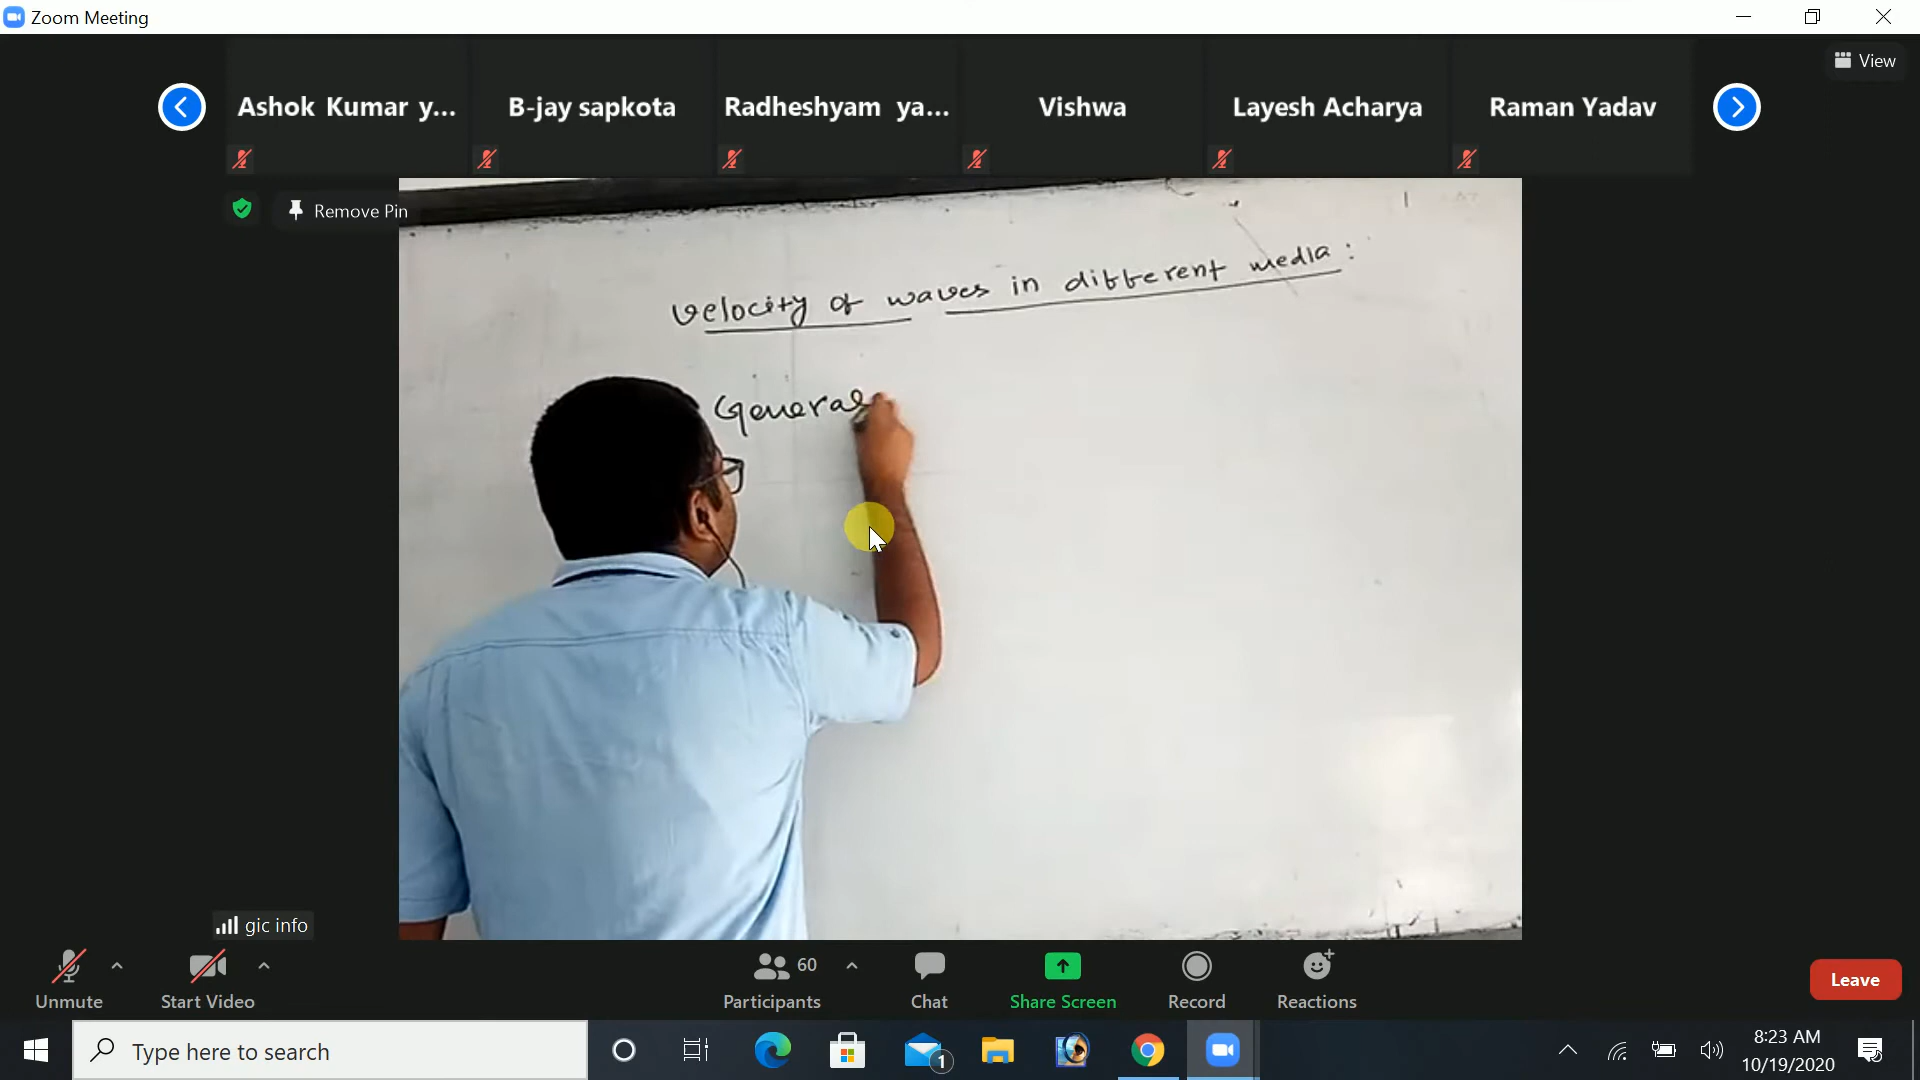 Zoom Meeting
View
Ashok Kumar y...
B-jay sapkota
Radheshyam ya...
Vishwa
Layesh Acharya
Raman Yadav
Remove Pin
Velocity of waves in different media:
General
gic info
60
Unmute
Start Video
Participants
Chat
Share Screen
Record
Reactions
Leave
Type here to search
1
8:23 AM
10/19/2020